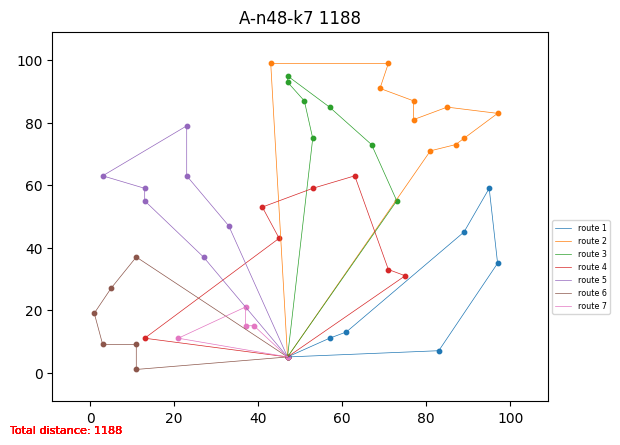 A-n48-k7 1188
100
80
60
40
20
0
0 20 40 60 80 100
route 1
route 2
route 3
route 4
route 5
route 6
route 7
Total distance: 1188